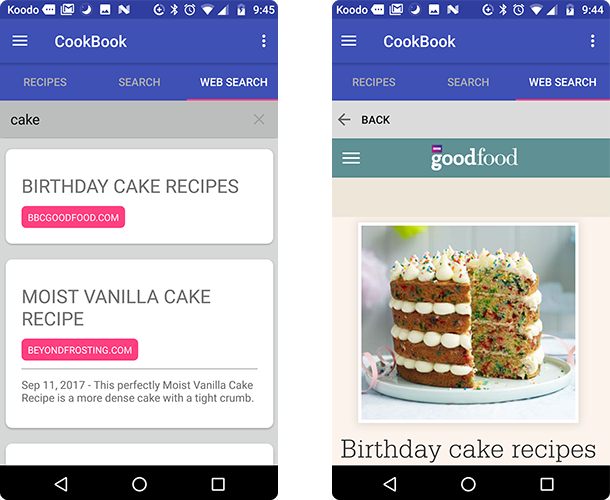 Koodo 9:45
CookBook
RECIPES SEARCH WEB SEARCH
cake
BIRTHDAY CAKE RECIPES
BBCGOODFOOD.COM
MOIST VANILLA CAKE
RECIPE
BEYONDFROSTING.COM
Sep 11, 2017 - This perfectly Moist Vanilla Cake
Recipe is a more dense cake with a tight crumb.
Koodo 9:44
CookBook
RECIPES SEARCH WEB SEARCH
BACK
goodfood
Birthday cake recipes